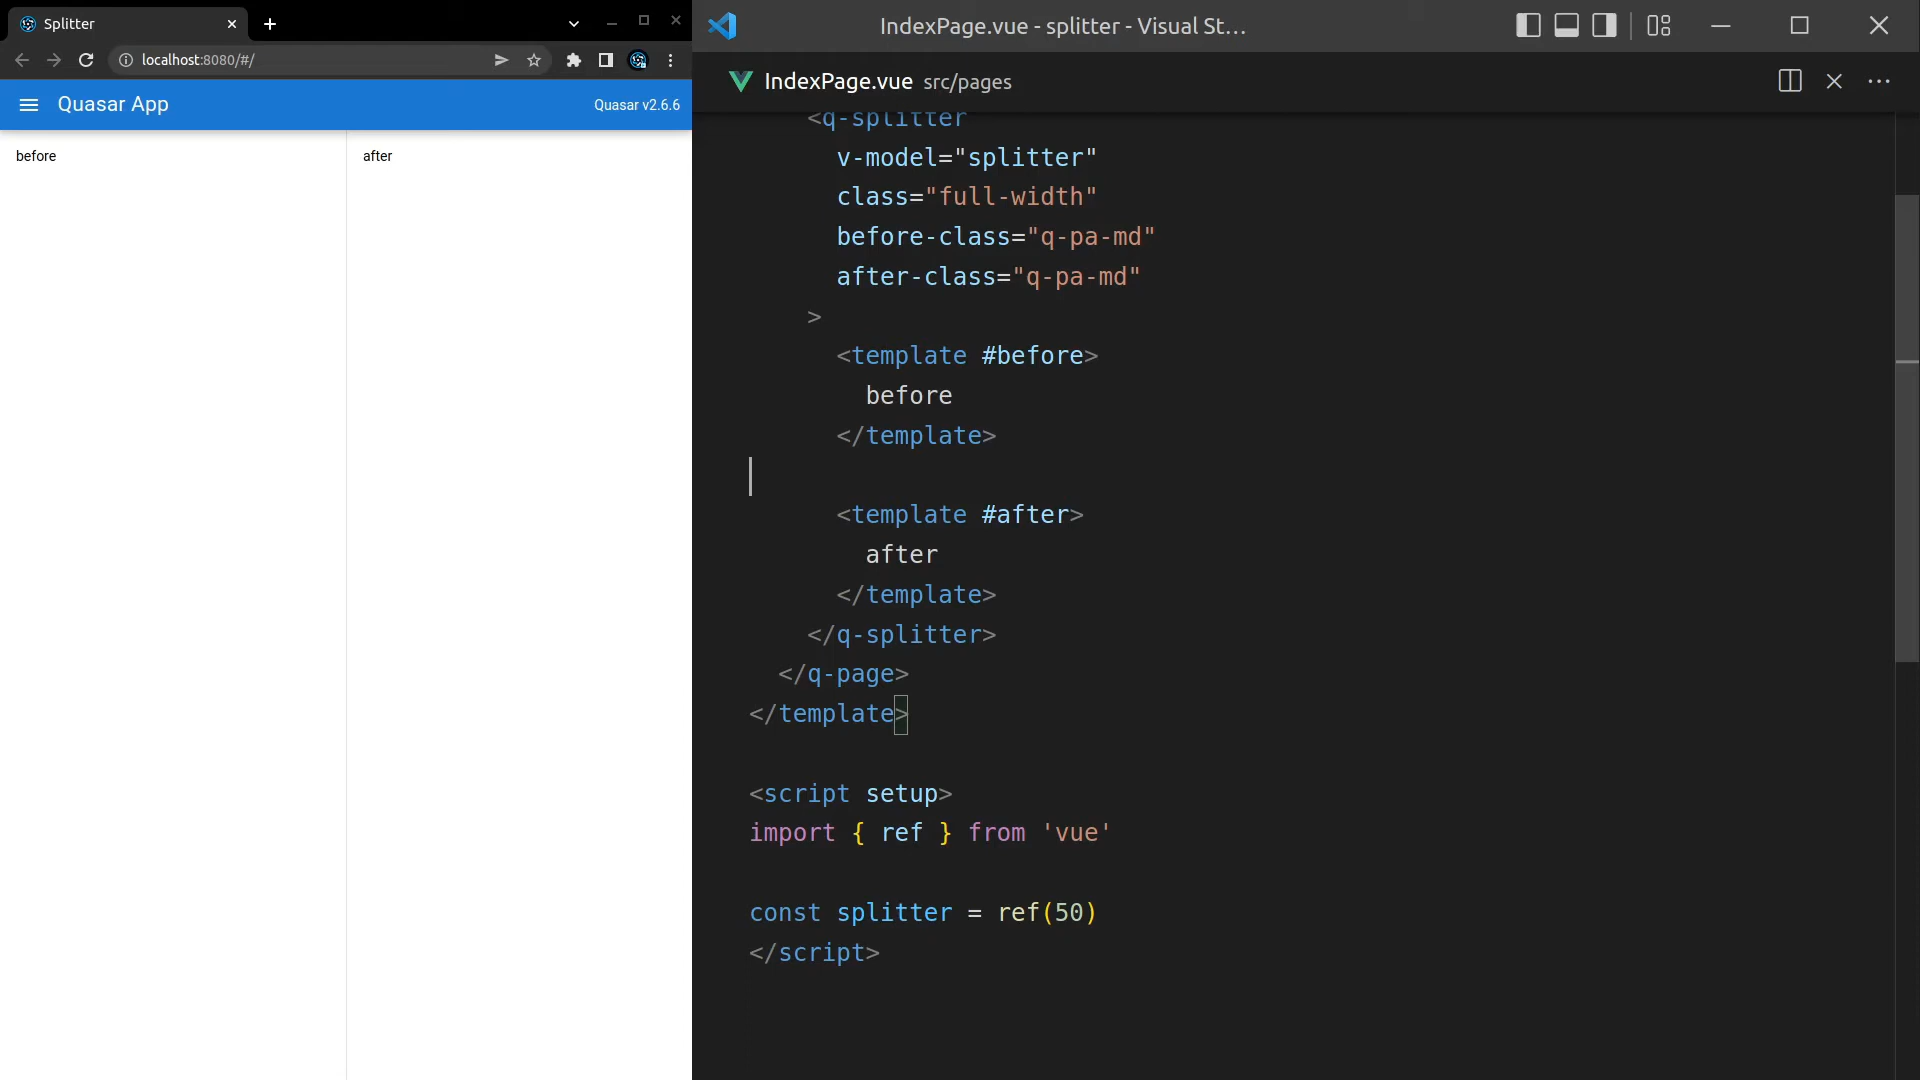 Splitter
localhost:8080/#/
Quasar App
Quasar v2.6.6
before
after
IndexPage.vue - splitter - Visual St...
IndexPage.vue src/pages
<q-splitter
v-model="splitter"
class="full-width"
before-class="q-pa-md"
after-class="q-pa-md"
>
<template #before>
before
</template>
<template #after>
after
</template>
</q-splitter>
</q-page>
</template>
<script setup>
import { ref } from 'vue'
const splitter = ref(50)
</script>